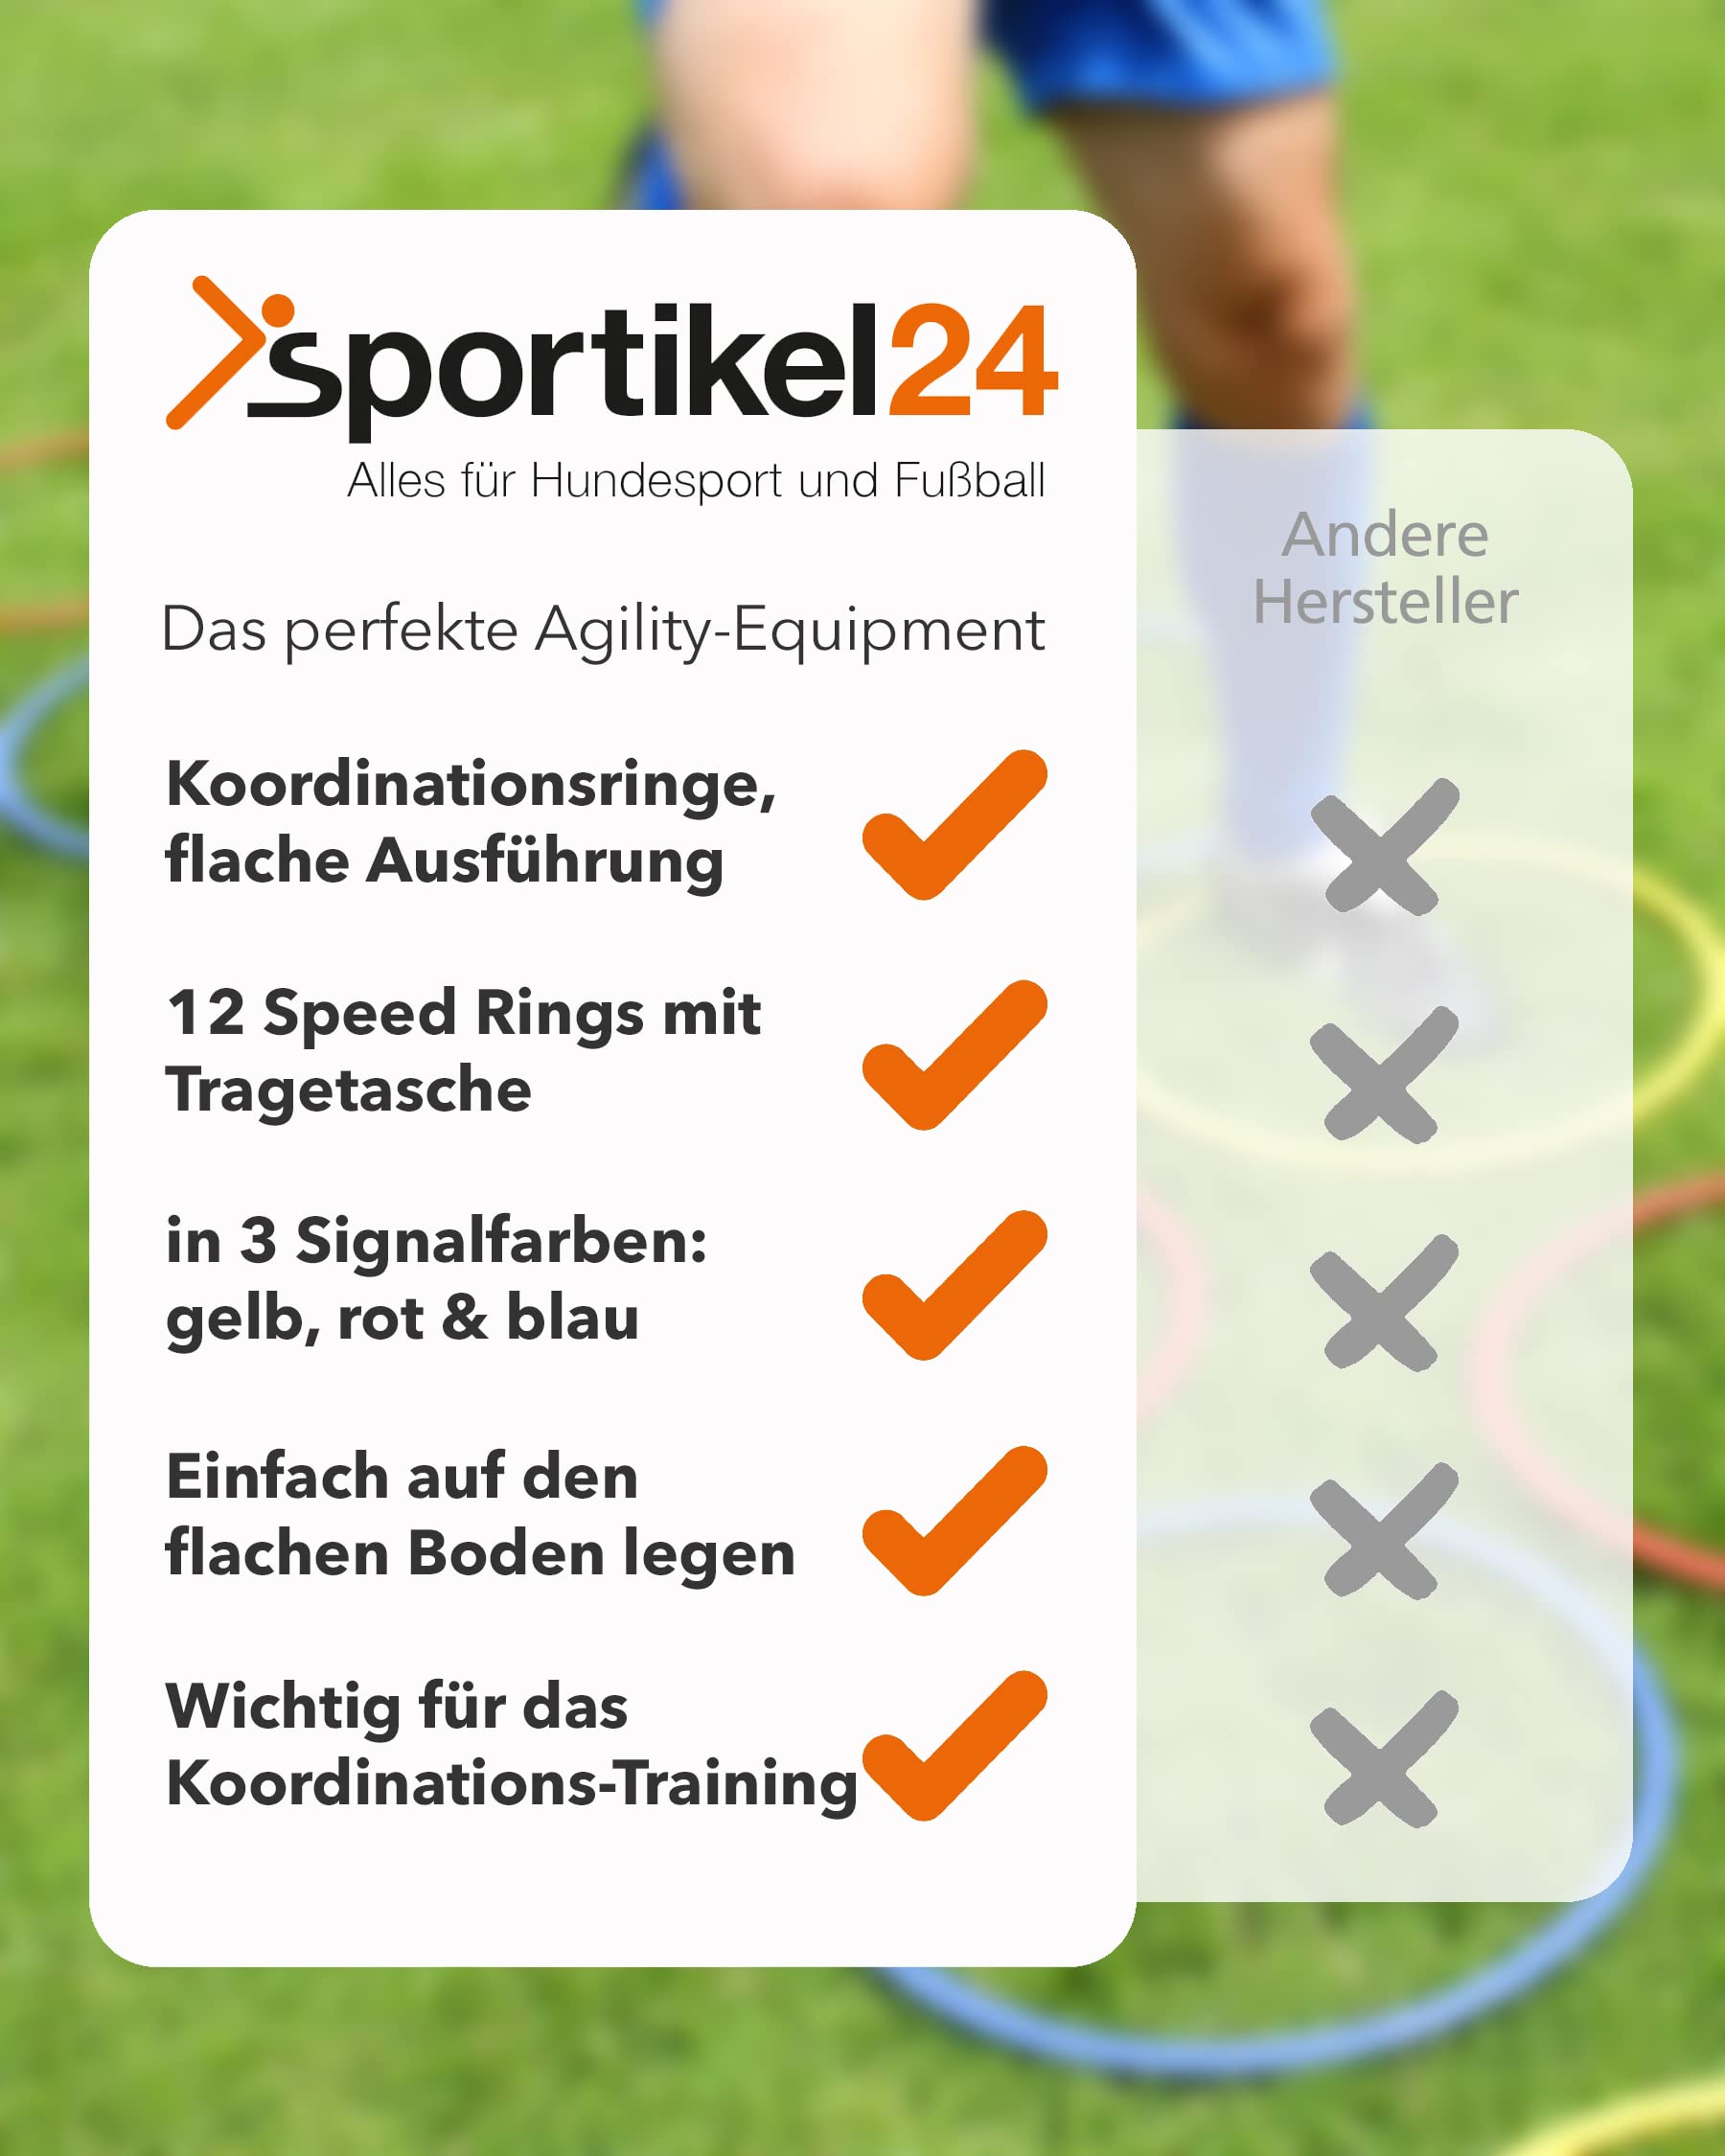 sportikel24
Alles für Hundesport und Fußball
Das perfekte Agility-Equipment
Andere
Hersteller
Koordinationsringe,
flache Ausführung
12 Speed Rings mit
Tragetasche
in 3 Signalfarben:
gelb, rot & blau
Einfach auf den
flachen Boden legen
Wichtig für das
Koordinations-Training